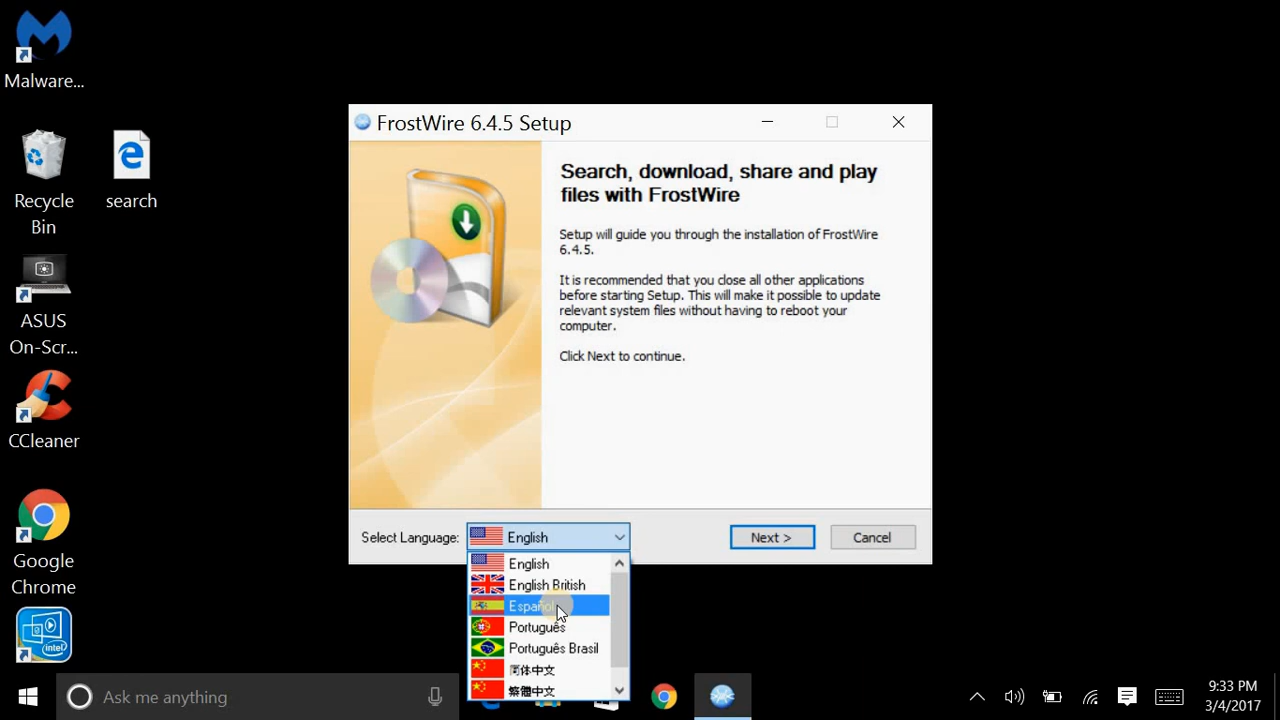 Malware...
Recycle
Bin
search
ASUS
On-Scr...
CCleaner
Google
Chrome
intel
FrostWire 6.4.5 Setup
Search, download, share and play
files with FrostWire
Setup will guide you through the installation of FrostWire
6.4.5.
It is recommended that you close all other applications
before starting Setup. This will make it possible to update
relevant system files without having to reboot your
computer.
Click Next to continue.
Select Language:
English
Next >
Cancel
English
English British
Español
Português
Português Brasil
简体中文
繁體中文
Ask me anything
9:33 PM
3/4/2017